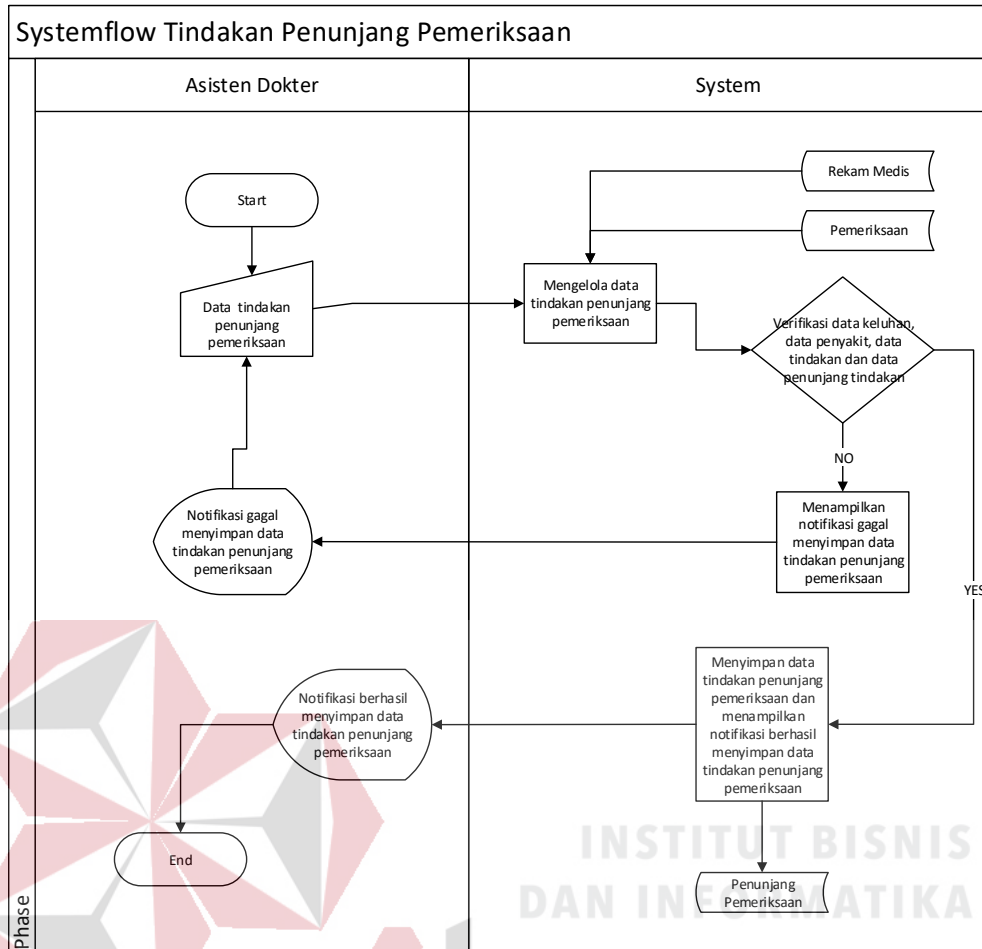 Systemflow Tindakan Penunjang Pemeriksaan
Asisten Dokter
System
Rekam Medis
Start
Pemeriksaan
Data tindakan
penunjang
pemeriksaan
Mengelola data
tindakan penunjang
pemeriksaan
Verifikasi data keluhan,
data penyakit, data
tindakan dan data
penunjang tindakan
NO
Notifikasi gagal
menyimpan data
tindakan penunjang
pemeriksaan
Menampilkan
notifikasi gagal
menyimpan data
tindakan penunjang
pemeriksaan
YES
Notifikasi berhasil
menyimpan data
tindakan penunjang
pemeriksaan
Menyimpan data
tindakan penunjang
pemeriksaan dan
menampilkan
notifikasi berhasil
menyimpan data
tindakan penunjang
pemeriksaan
End
Penunjang
Pemeriksaan
Phase
INSTITUT BISNIS
DAN INFORMATIKA